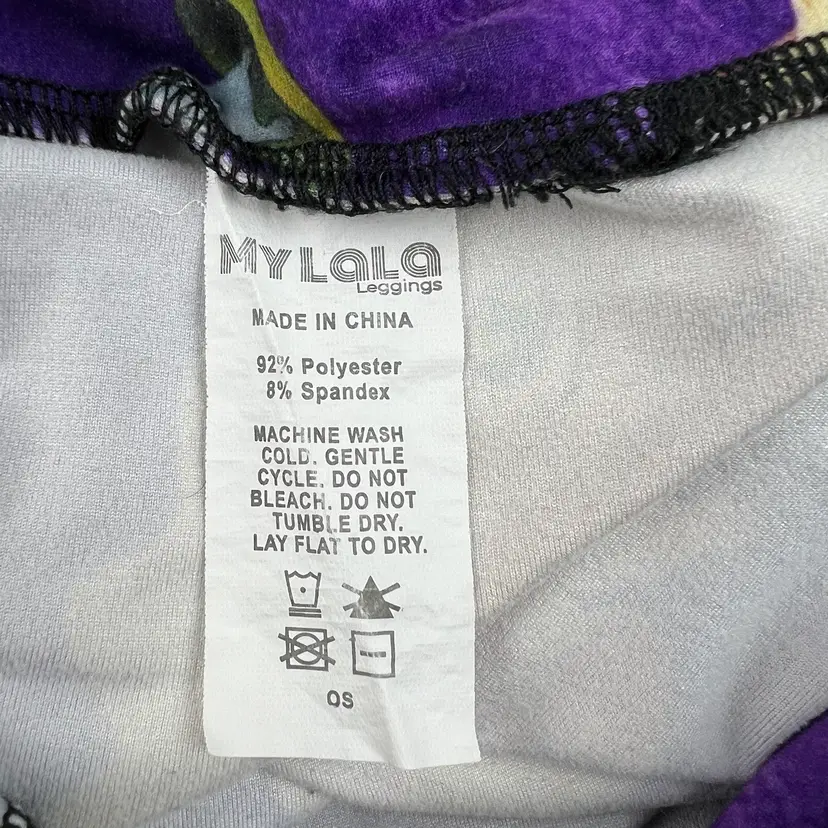 MY LaLa
Leggings
MADE IN CHINA
92% Polyester
8% Spandex
MACHINE WASH
COLD. GENTLE
CYCLE. DO NOT
BLEACH. DO NOT
TUMBLE DRY.
LAY FLAT TO DRY.
OS